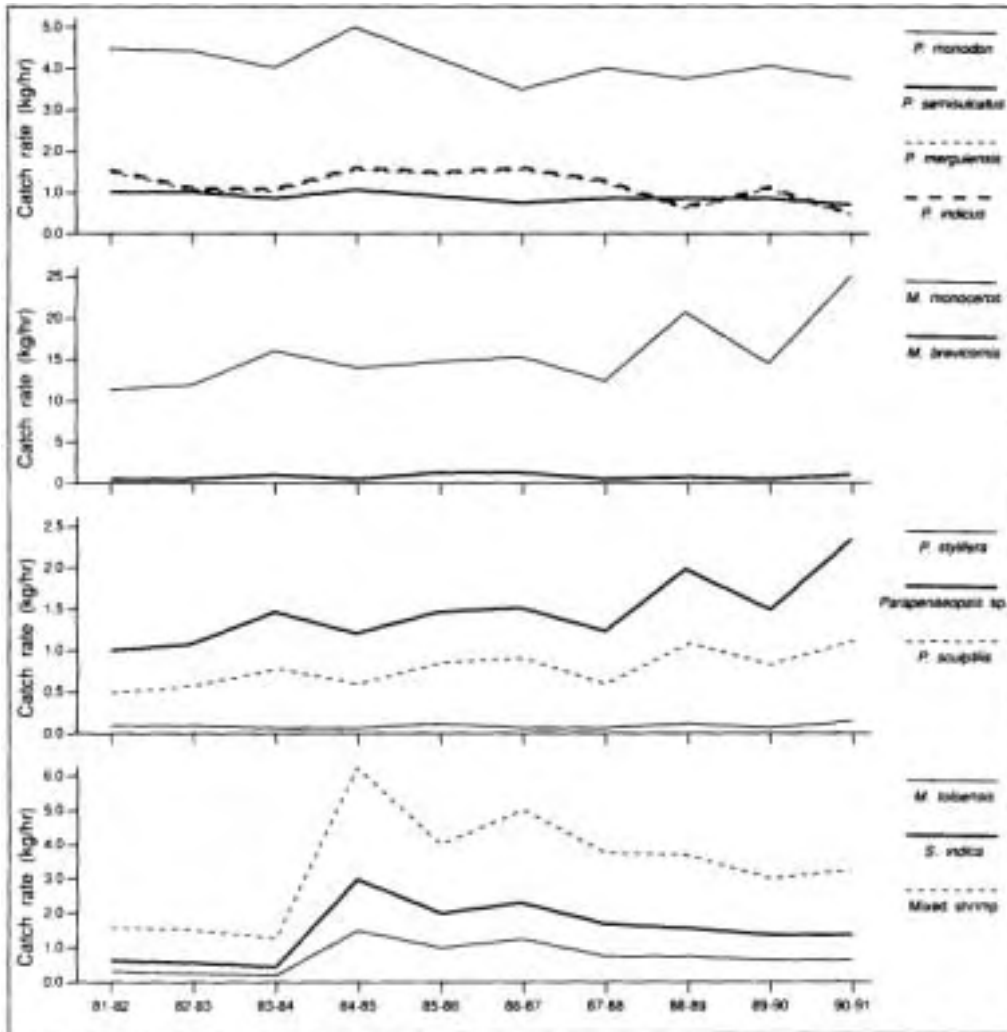 Catch rate (kg/hr)
5.0
4.0
3.0
2.0
1.0
0.0
P. monodon
P. semisulcatus
P. merguiensis
P. indicus
Catch rate (kg/hr)
25
20
15
10
5
0
M. monoceros
M. brevicornis
Catch rate (kg/hr)
2.5
2.0
1.5
1.0
0.5
0.0
P. stylifera
Parapenaeopsis sp
P. sculptilis
Catch rate (kg/hr)
6.0
5.0
4.0
3.0
2.0
1.0
0.0
M. toloensis
S. indica
Mixed shrimp
81-82 82-83 83-84 84-85 85-86 86-87 87-88 88-89 89-90 90-91